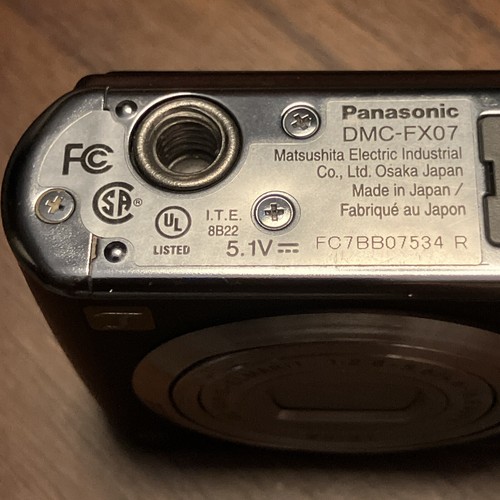 Panasonic
DMC-FX07
Matsushita Electric Industrial
Co., Ltd. Osaka Japan
Made in Japan /
Fabriqué au Japon
FC7BB07534 R
FC
SA®
UL
LISTED
I.T.E.
8B22
5.1V